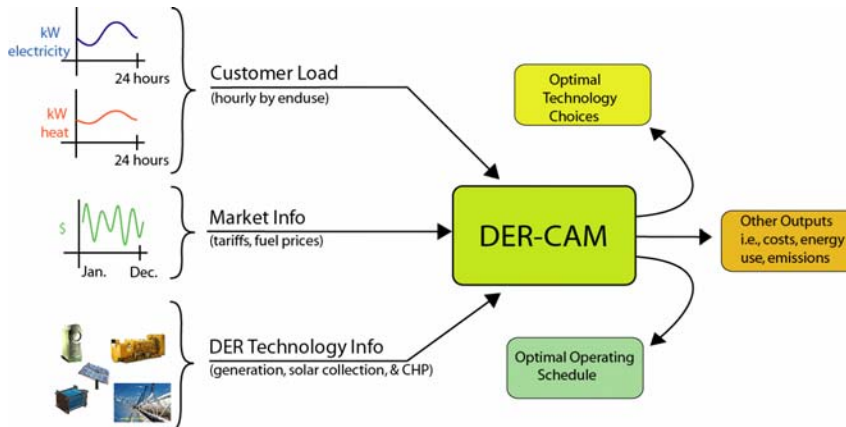 kW
electricity
24 hours
kW
heat
24 hours
Customer Load
(hourly by enduse)
$
Jan.
Dec.
Market Info
(tariffs, fuel prices)
DER Technology Info
(generation, solar collection, & CHP)
DER-CAM
Optimal
Technology
Choices
Other Outputs
i.e., costs, energy
use, emissions
Optimal Operating
Schedule